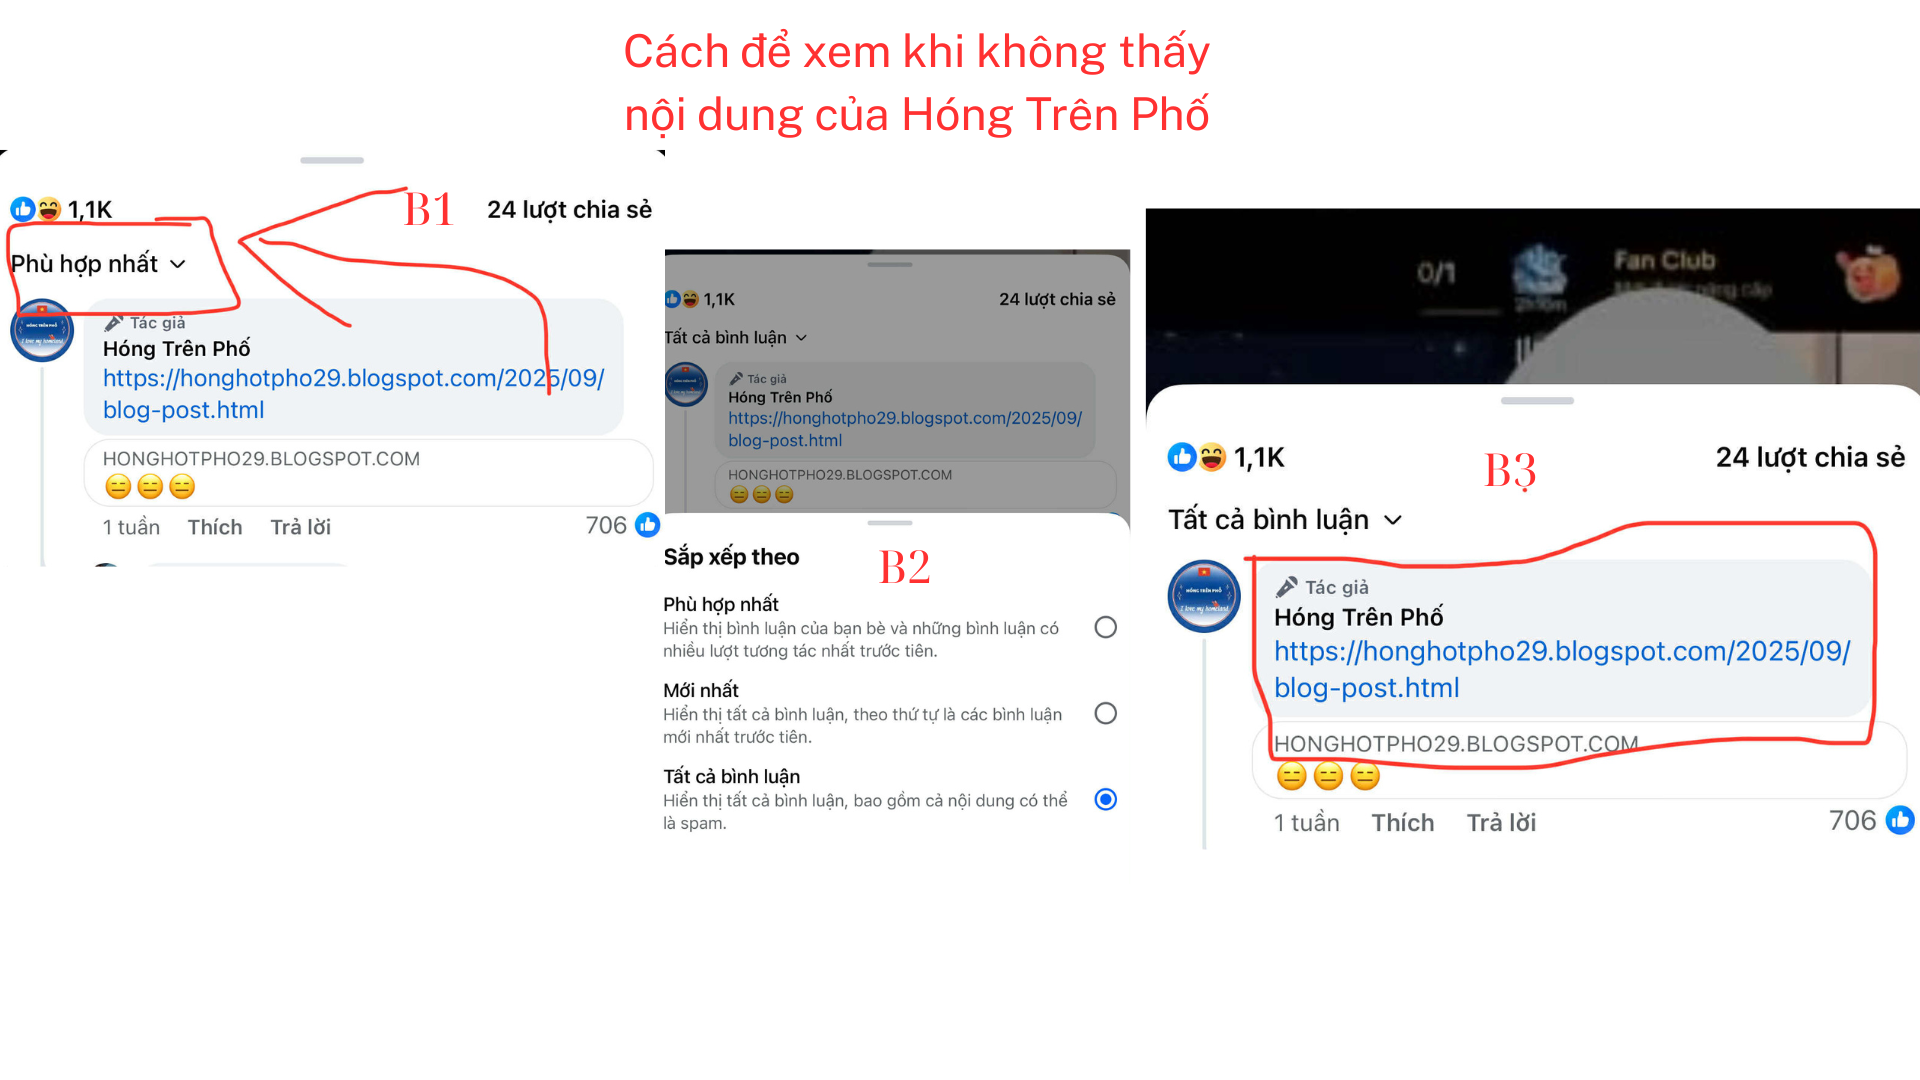 Cách để xem khi không thấy
nội dung của Hóng Trên Phố
1,1K
B1
24 lượt chia sẻ
Phù hợp nhất
Tác giả
Hóng Trên Phố
https://honghotpho29.blogspot.com/2025/09/
blog-post.html
HONGHOTPHO29.BLOGSPOT.COM
😑😑😑
1 tuần Thích Trả lời 706
1,1K 24 lượt chia sẻ
Tất cả bình luận
Tác giả
Hóng Trên Phố
https://honghotpho29.blogspot.com/2025/09/
blog-post.html
HONGHOTPHO29.BLOGSPOT.COM
😑😑😑
Sắp xếp theo
B2
Phù hợp nhất
Hiển thị bình luận của bạn bè và những bình luận có
nhiều lượt tương tác nhất trước tiên.
Mới nhất
Hiển thị tất cả bình luận, theo thứ tự là các bình luận
mới nhất trước tiên.
Tất cả bình luận
Hiển thị tất cả bình luận, bao gồm cả nội dung có thể
là spam.
0/1
Fan Club
1,1K
B3
24 lượt chia sẻ
Tất cả bình luận
HÓNG TRÊN PHỐ
I love my homeland
Tác giả
Hóng Trên Phố
https://honghotpho29.blogspot.com/2025/09/
blog-post.html
HONGHOTPHO29.BLOGSPOT.COM
😑😑😑
1 tuần Thích Trả lời 706